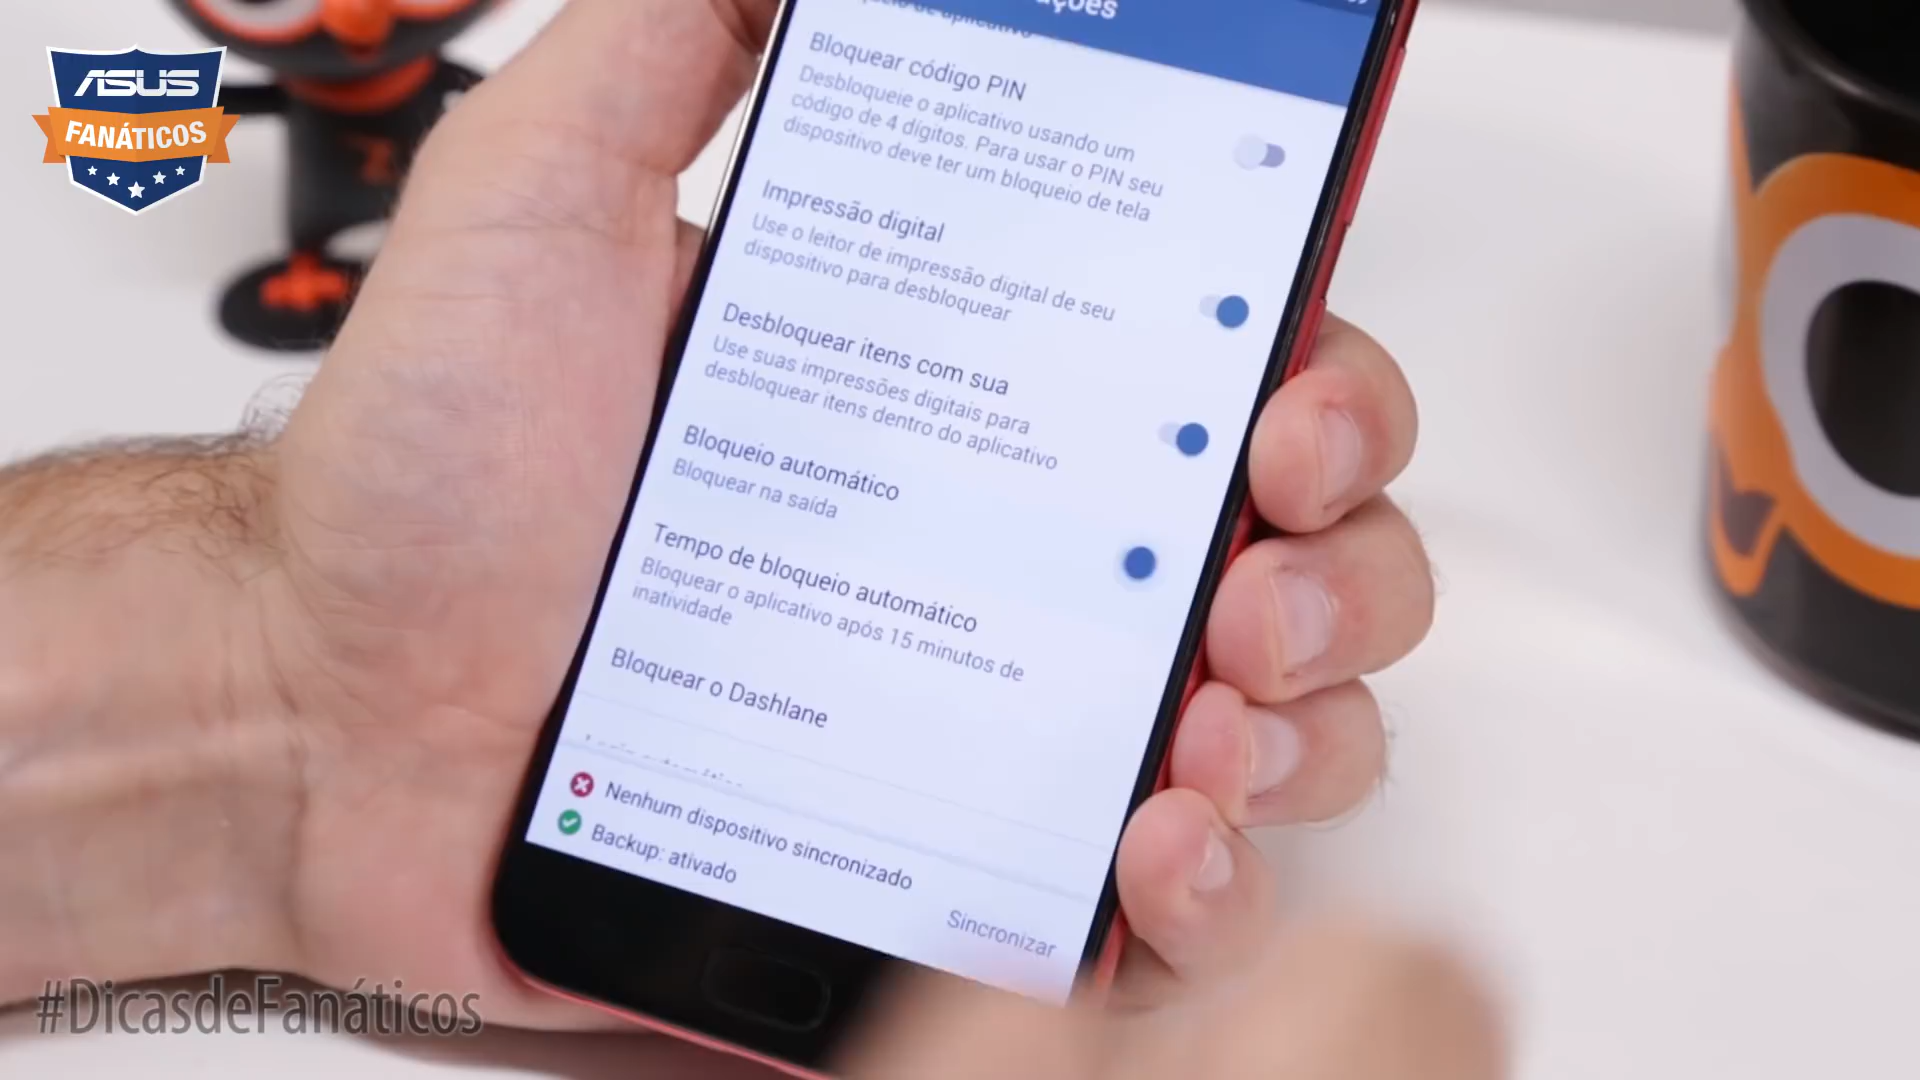 ASUS
FANÁTICOS
Bloquear código PIN
Desbloqueie o aplicativo usando um
código de 4 dígitos. Para usar o PIN seu
dispositivo deve ter um bloqueio de tela
Impressão digital
Use o leitor de impressão digital de seu
dispositivo para desbloquear
Desbloquear itens com sua
Use suas impressões digitais para
desbloquear itens dentro do aplicativo
Bloqueio automático
Bloquear na saída
Tempo de bloqueio automático
Bloquear o aplicativo após 15 minutos de
inatividade
Bloquear o Dashlane
Nenhum dispositivo sincronizado
Backup: ativado
Sincronizar
#DicasdeFanáticos